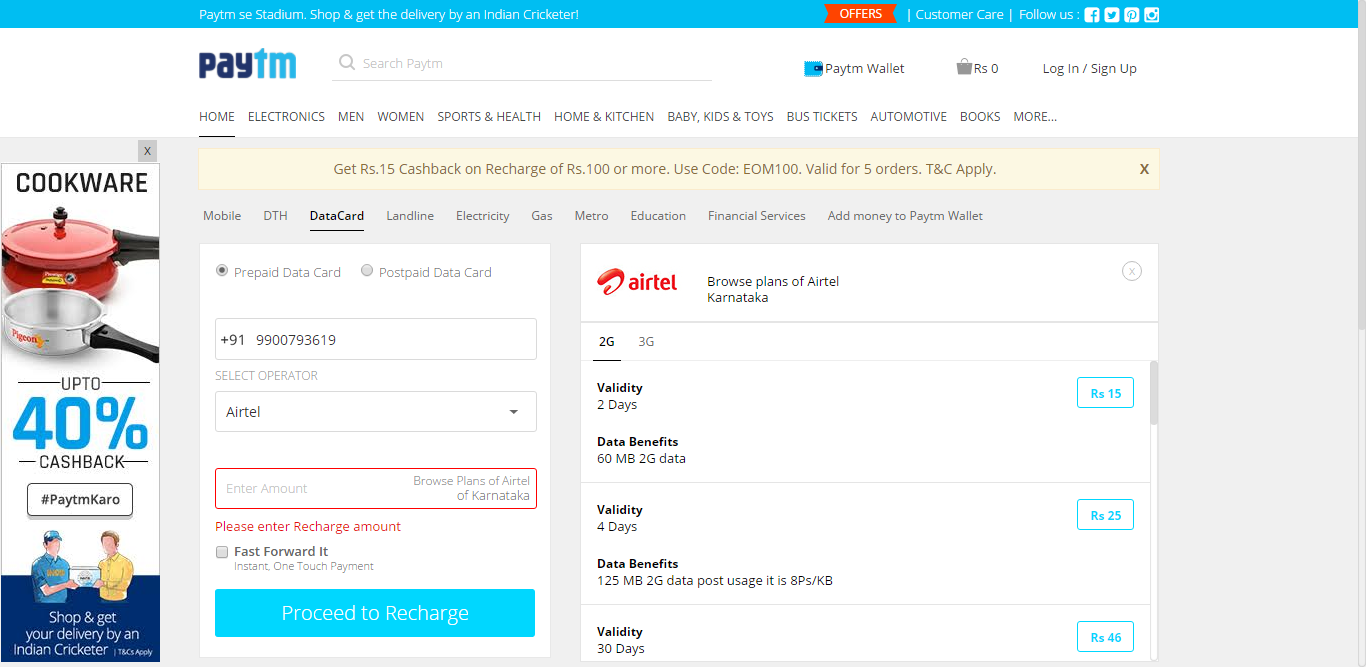 Paytm se Stadium. Shop & get the delivery by an Indian Cricketer!
OFFERS | Customer Care | Follow us :
paytm
Search Paytm
Paytm Wallet
Rs 0
Log In / Sign Up
HOME ELECTRONICS MEN WOMEN SPORTS & HEALTH HOME & KITCHEN BABY, KIDS & TOYS BUS TICKETS AUTOMOTIVE BOOKS MORE...
X
COOKWARE
Prestige
Pigeon
UPTO
40%
CASHBACK
#PaytmKaro
Shop & get
your delivery by an
Indian Cricketer | T&Cs Apply
Get Rs.15 Cashback on Recharge of Rs.100 or more. Use Code: EOM100. Valid for 5 orders. T&C Apply.
X
Mobile DTH DataCard Landline Electricity Gas Metro Education Financial Services Add money to Paytm Wallet
Prepaid Data Card Postpaid Data Card
+91 9900793619
SELECT OPERATOR
Airtel
Enter Amount
Browse Plans of Airtel
of Karnataka
Please enter Recharge amount
Fast Forward It
Instant, One Touch Payment
Proceed to Recharge
airtel
Browse plans of Airtel
Karnataka
X
2G 3G
Validity
2 Days
Rs 15
Data Benefits
60 MB 2G data
Validity
4 Days
Rs 25
Data Benefits
125 MB 2G data post usage it is 8Ps/KB
Validity
30 Days
Rs 46